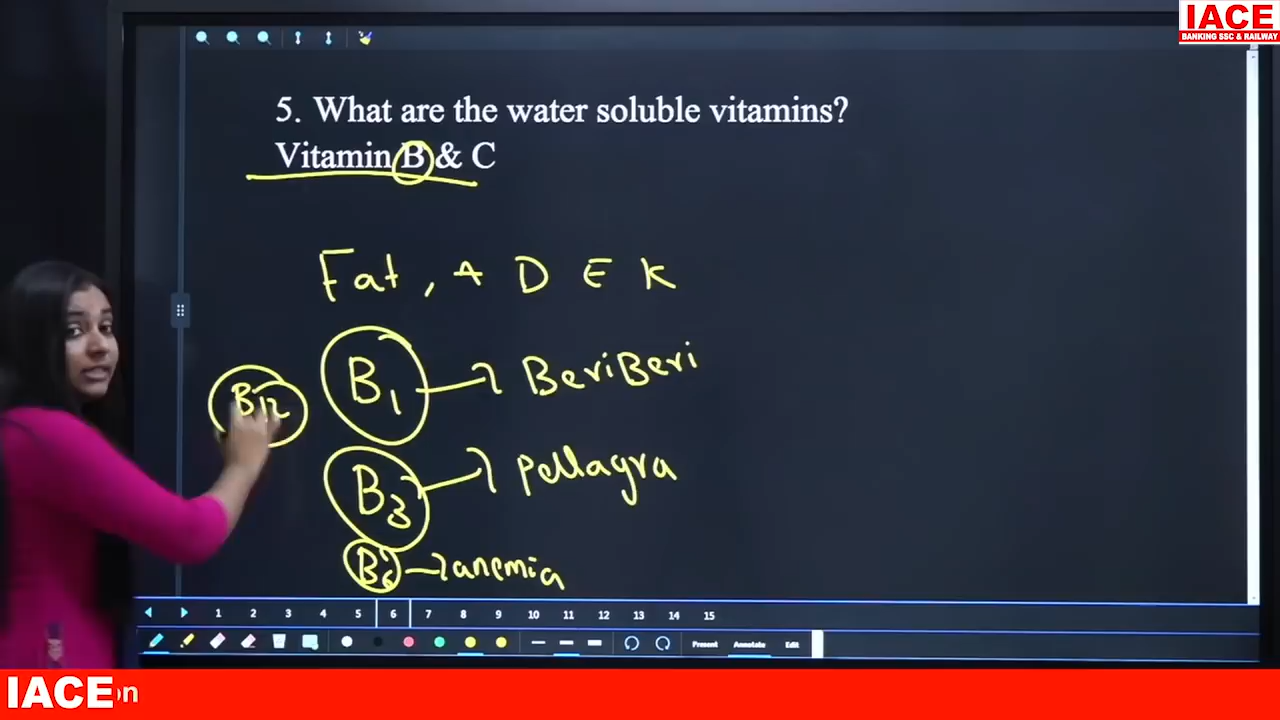 IACE
BANKING SSC & RAILWAY
5. What are the water soluble vitamins?
Vitamin B & C
Fat, A D E K
B1 → BeriBeri
B12
B3 → Pellagra
B6 → anemia
1 2 3 4 5 6 7 8 9 10 11 12 13 14 15
Present Annotate Edit
IACE on